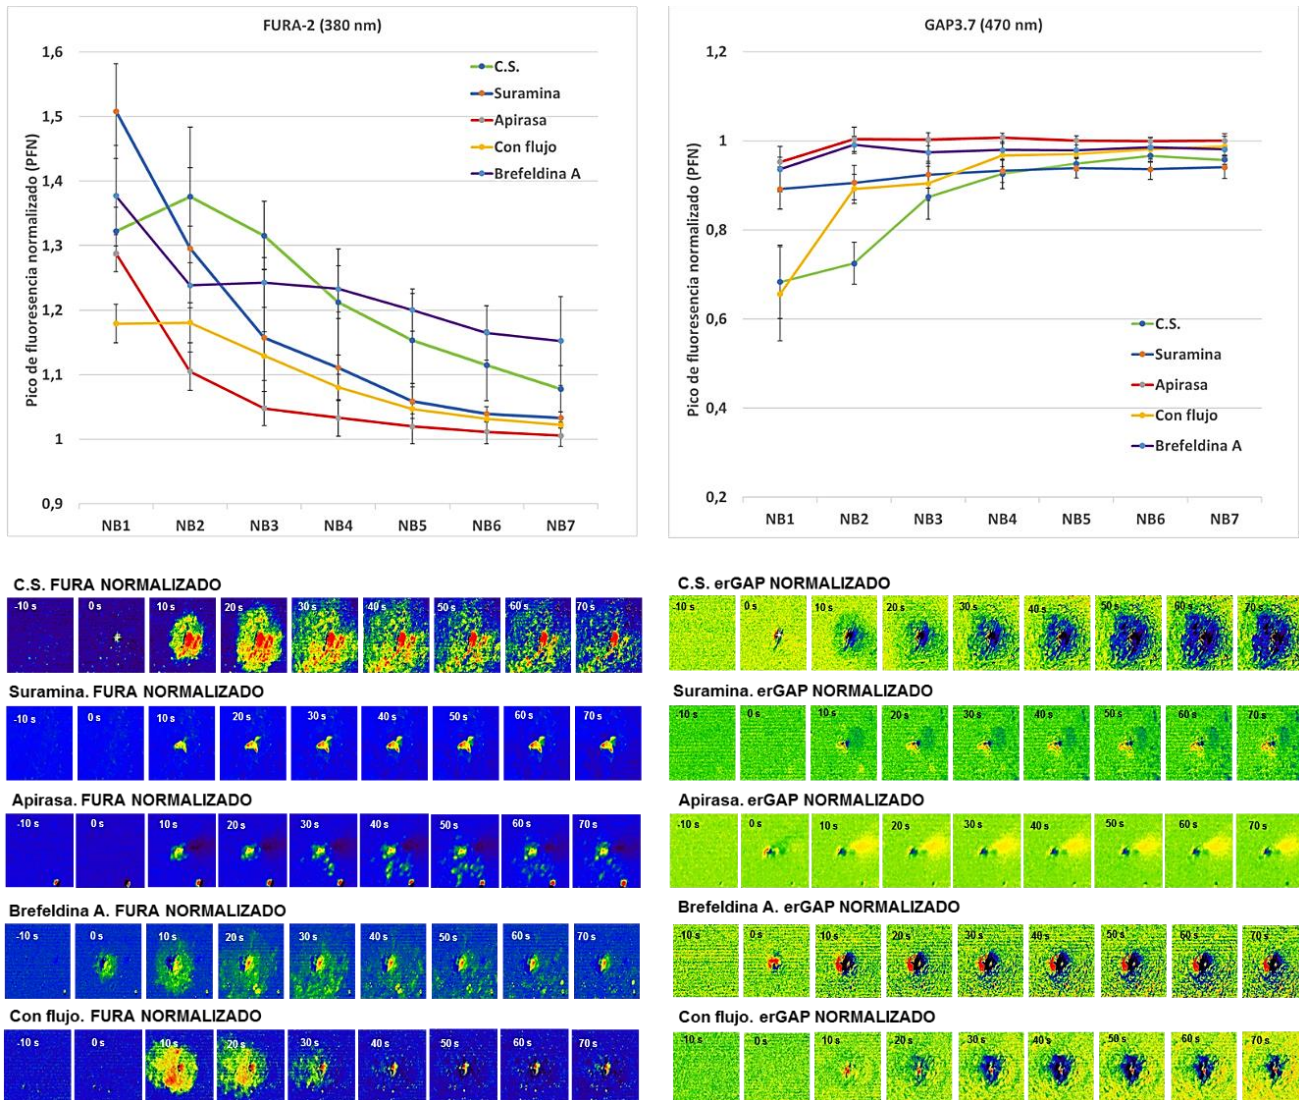 FURA-2 (380 nm)
Pico de fluoresencia normalizado (PFN)
1,6
1,5
1,4
1,3
1,2
1,1
1
0,9
C.S.
Suramina
Apirasa
Con flujo
Brefeldina A
NB1 NB2 NB3 NB4 NB5 NB6 NB7
GAP3.7 (470 nm)
Pico de fluoresencia normalizado (PFN)
1,2
1
0,8
0,6
0,4
0,2
C.S.
Suramina
Apirasa
Con flujo
Brefeldina A
NB1 NB2 NB3 NB4 NB5 NB6 NB7
C.S. FURA NORMALIZADO
-10 s 0 s 10 s 20 s 30 s 40 s 50 s 60 s 70 s
Suramina. FURA NORMALIZADO
-10 s 0 s 10 s 20 s 30 s 40 s 50 s 60 s 70 s
Apirasa. FURA NORMALIZADO
-10 s 0 s 10 s 20 s 30 s 40 s 50 s 60 s 70 s
Brefeldina A. FURA NORMALIZADO
-10 s 0 s 10 s 20 s 30 s 40 s 50 s 60 s 70 s
Con flujo. FURA NORMALIZADO
-10 s 0 s 10 s 20 s 30 s 40 s 50 s 60 s 70 s
C.S. erGAP NORMALIZADO
-10 s 0 s 10 s 20 s 30 s 40 s 50 s 60 s 70 s
Suramina. erGAP NORMALIZADO
-10 s 0 s 10 s 20 s 30 s 40 s 50 s 60 s 70 s
Apirasa. erGAP NORMALIZADO
-10 s 0 s 10 s 20 s 30 s 40 s 50 s 60 s 70 s
Brefeldina A. erGAP NORMALIZADO
-10 s 0 s 10 s 20 s 30 s 40 s 50 s 60 s 70 s
Con flujo. erGAP NORMALIZADO
-10 s 0 s 10 s 20 s 30 s 40 s 50 s 60 s 70 s